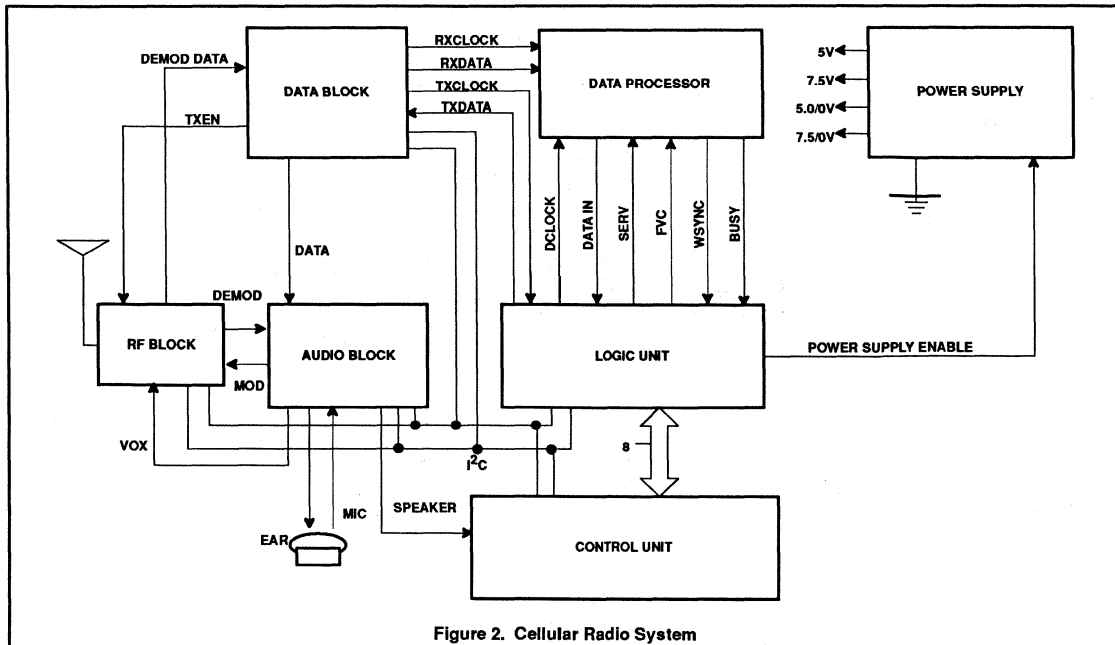 RXCLOCK
DEMOD DATA
RXDATA
5V
DATA BLOCK
DATA PROCESSOR
TXCLOCK
7.5V
POWER SUPPLY
TXDATA
5.0/0V
TXEN
7.5/0V
DCLOCK
DATA IN
SERV
FVC
WSYNC
BUSY
DATA
DEMOD
RF BLOCK
AUDIO BLOCK
LOGIC UNIT
POWER SUPPLY ENABLE
MOD
VOX
8
I²C
SPEAKER
MIC
EAR
CONTROL UNIT
Figure 2. Cellular Radio System